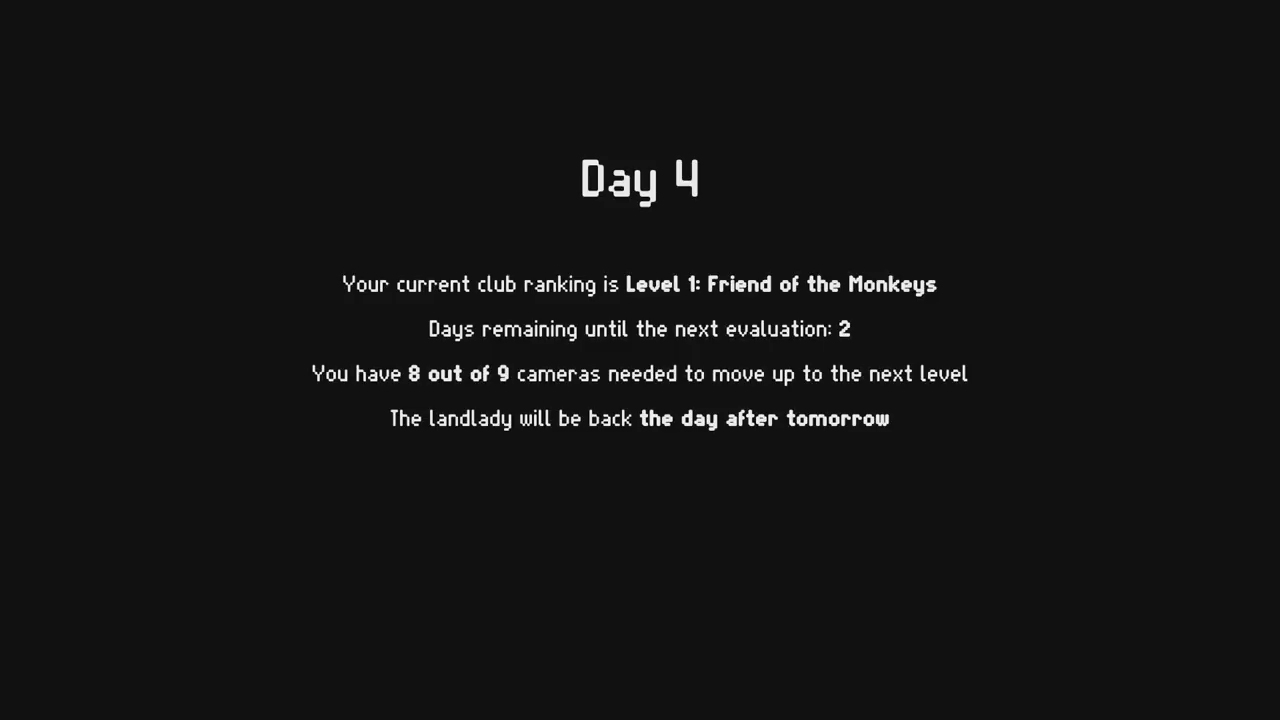 Day 4
Your current club ranking is Level 1: Friend of the Monkeys
Days remaining until the next evaluation: 2
You have 8 out of 9 cameras needed to move up to the next level
The landlady will be back the day after tomorrow